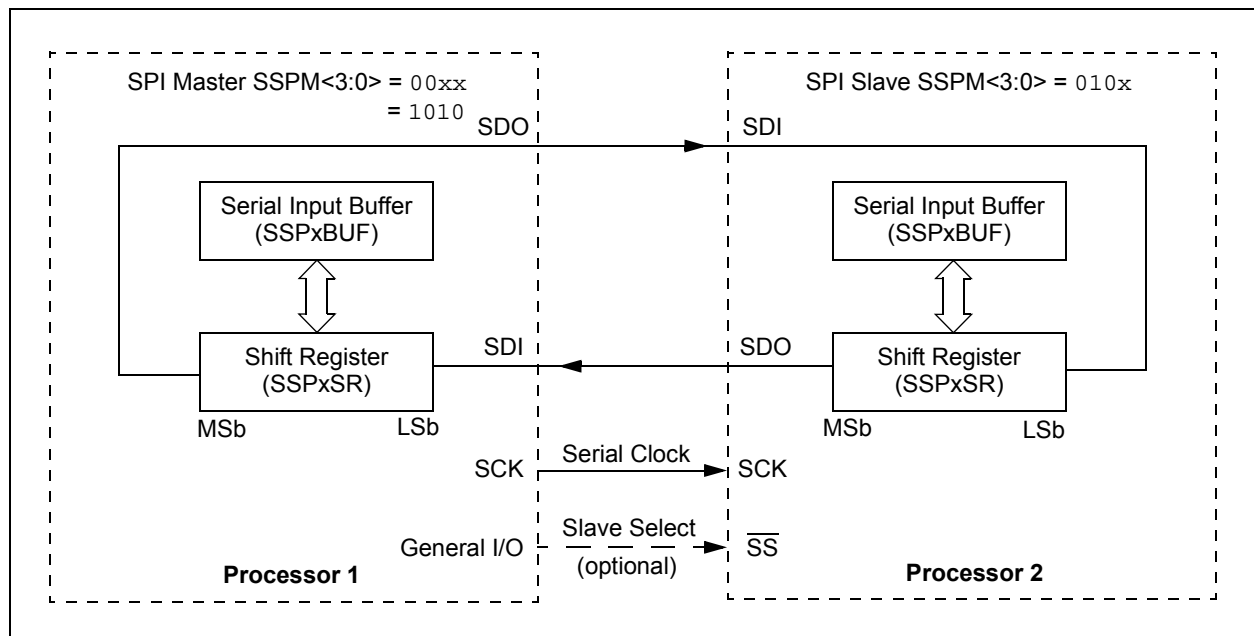 SPI Master SSPM<3:0> = 00xx
= 1010
SDO
Serial Input Buffer
(SSPxBUF)
Shift Register
(SSPxSR)
MSb
LSb
SDI
SCK
General I/O
Processor 1
Serial Clock
Slave Select
(optional)
SPI Slave SSPM<3:0> = 010x
SDI
Serial Input Buffer
(SSPxBUF)
SDO
Shift Register
(SSPxSR)
MSb
LSb
SCK
S̅S̅
Processor 2